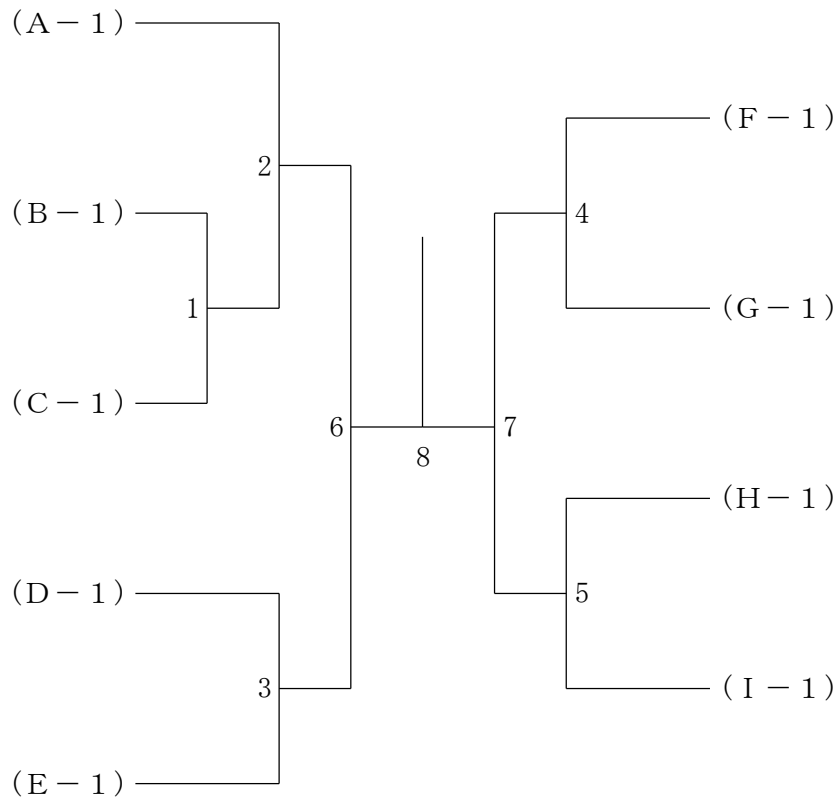 （Ａ－１）
（Ｂ－１）
（Ｃ－１）
（Ｄ－１）
（Ｅ－１）
1
2
3
6
8
7
4
5
（Ｆ－１）
（Ｇ－１）
（Ｈ－１）
（Ｉ－１）